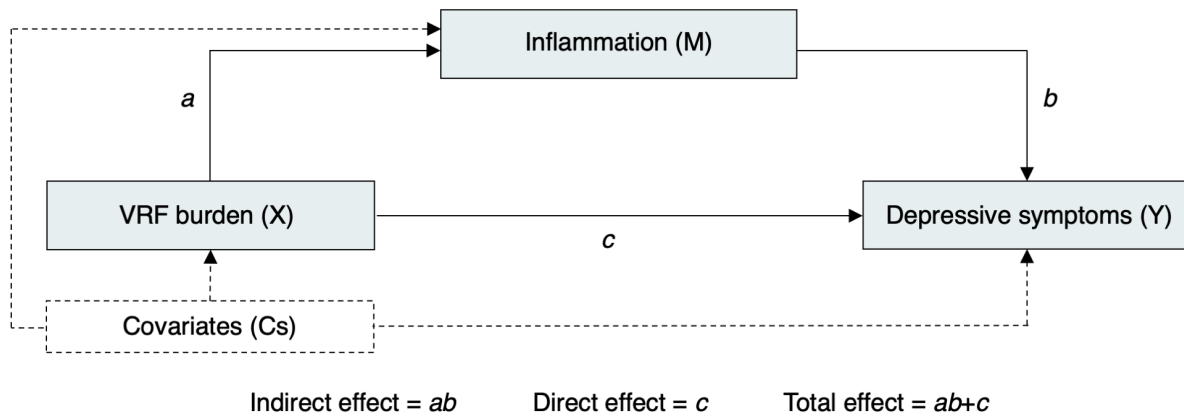 Inflammation (M)
a
b
VRF burden (X)
Depressive symptoms (Y)
c
Covariates (Cs)
Indirect effect = ab Direct effect = c Total effect = ab+c